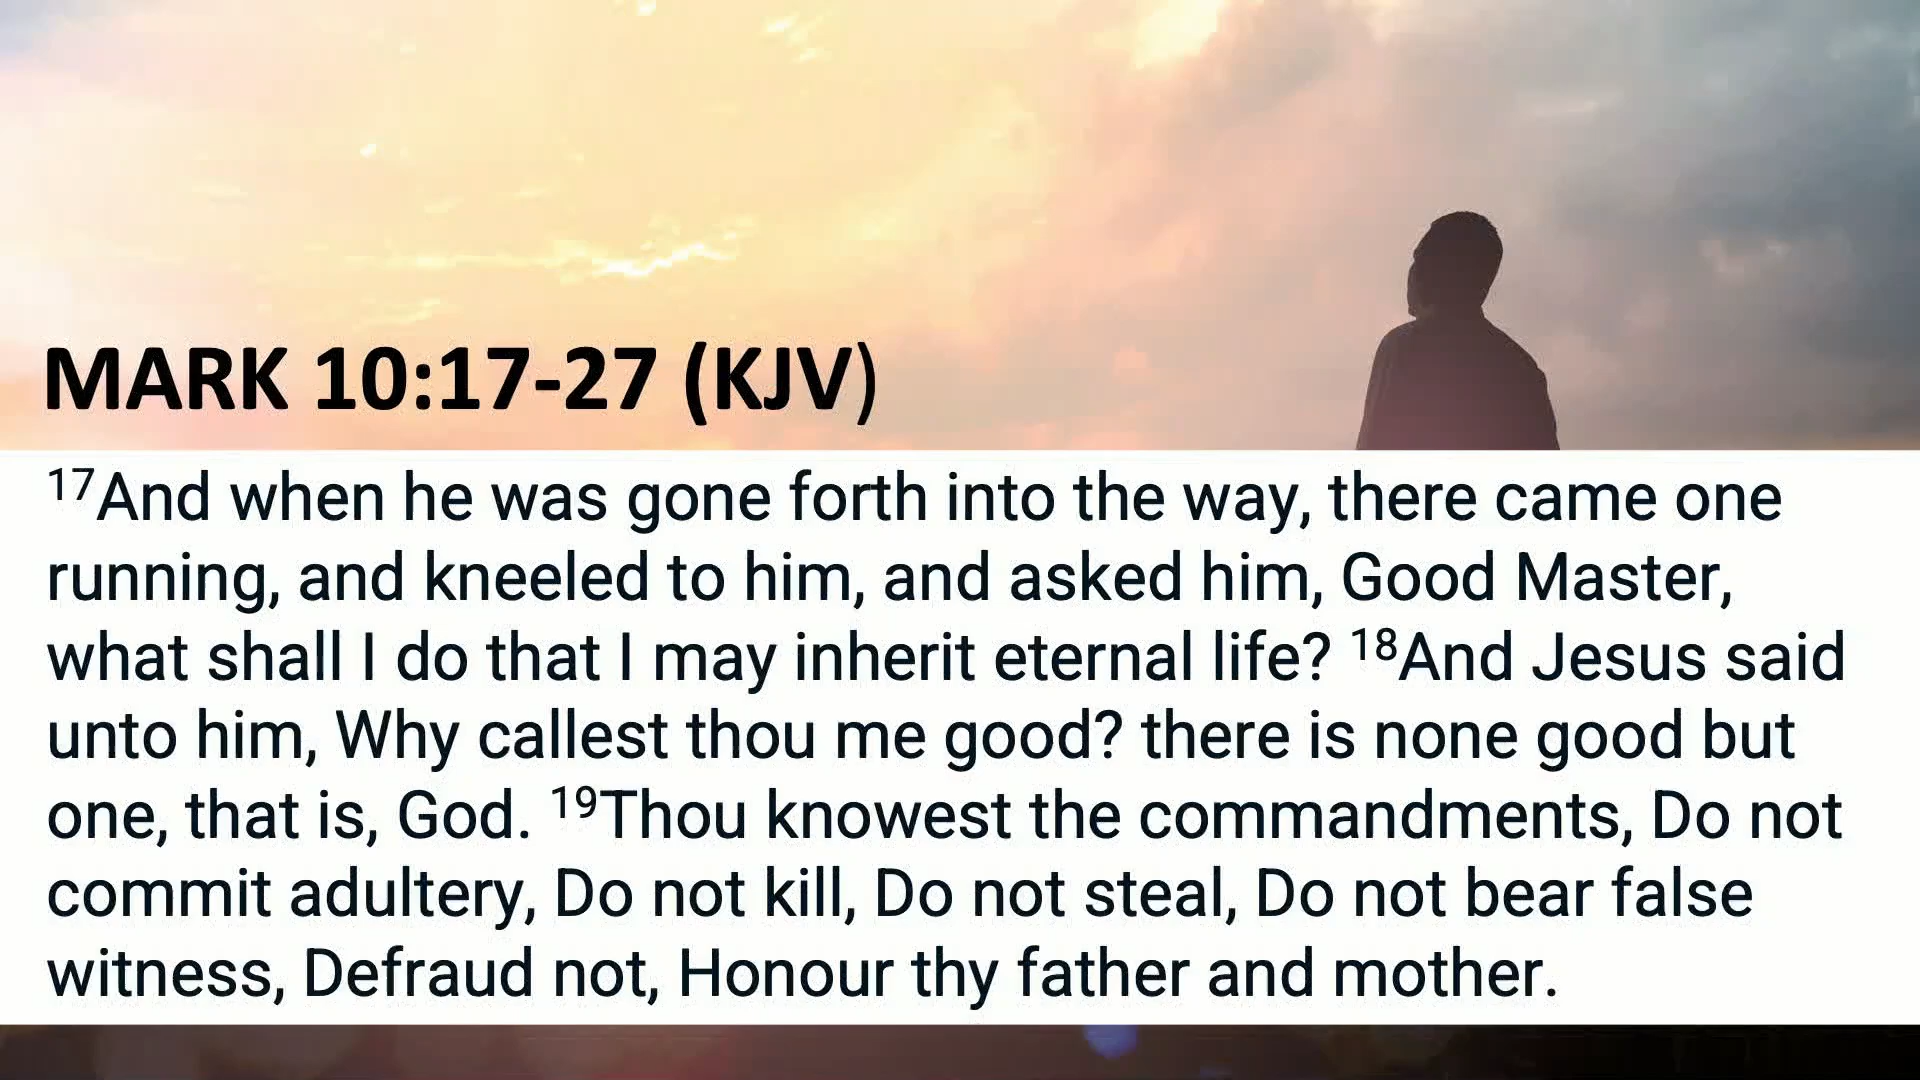 MARK 10:17-27 (KJV)
17And when he was gone forth into the way, there came one
running, and kneeled to him, and asked him, Good Master,
what shall I do that I may inherit eternal life? 18And Jesus said
unto him, Why callest thou me good? there is none good but
one, that is, God. 19Thou knowest the commandments, Do not
commit adultery, Do not kill, Do not steal, Do not bear false
witness, Defraud not, Honour thy father and mother.